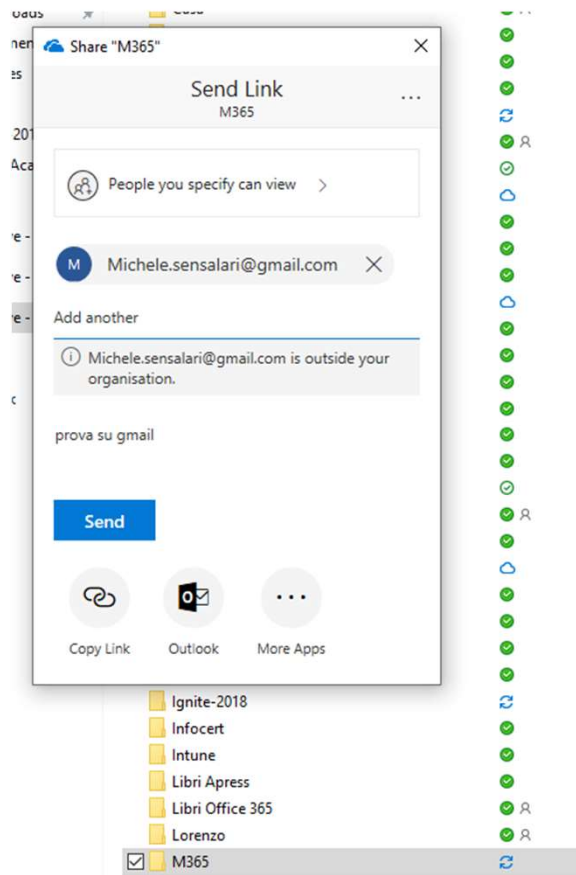 Share "M365"
Send Link
M365
People you specify can view
M
Michele.sensalari@gmail.com
Add another
Michele.sensalari@gmail.com is outside your
organisation.
prova su gmail
Send
Copy Link
Outlook
More Apps
Ignite-2018
Infocert
Intune
Libri Apress
Libri Office 365
Lorenzo
M365